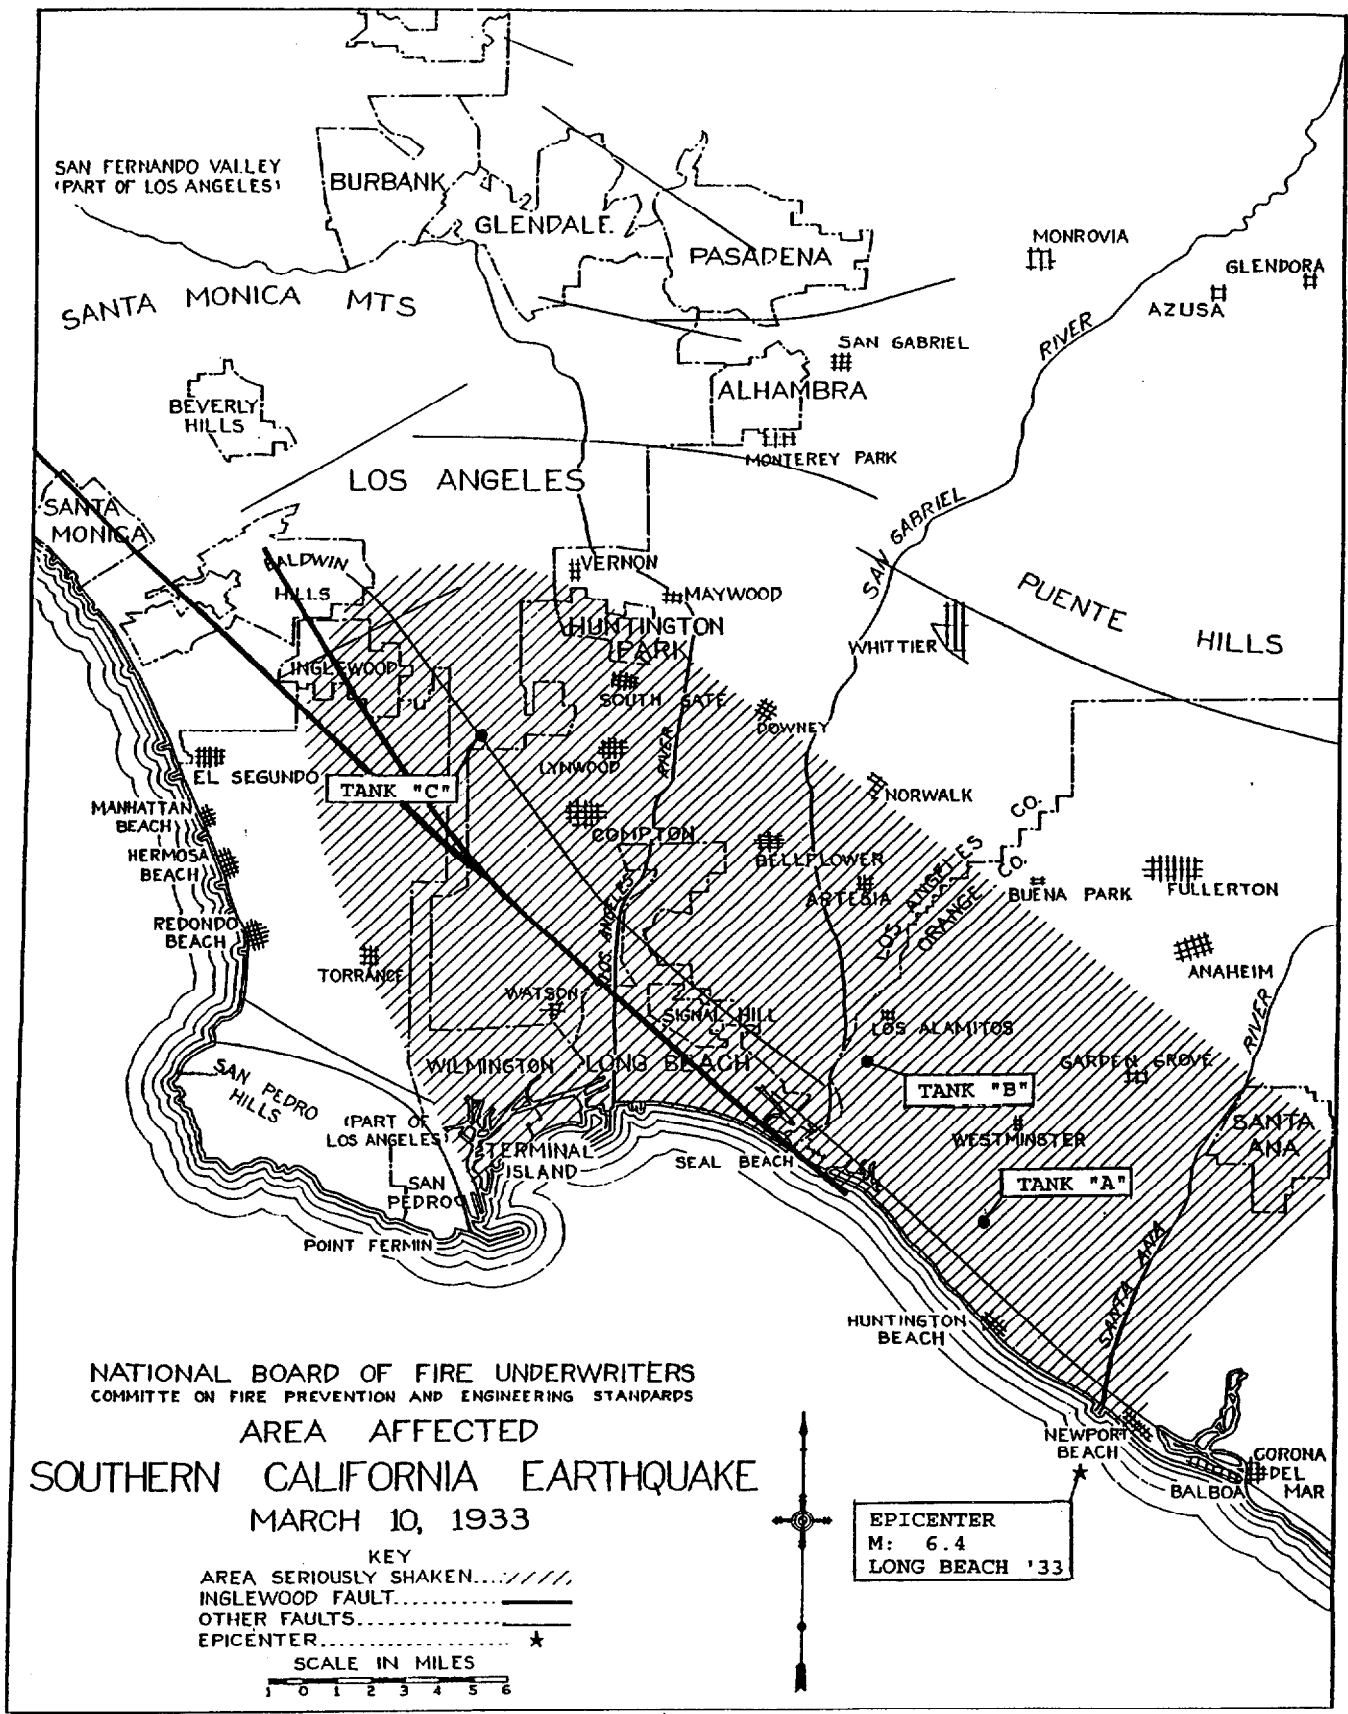 SAN FERNANDO VALLEY
(PART OF LOS ANGELES)
BURBANK
GLENDALE
PASADENA
MONROVIA
GLENDORA
AZUSA
SANTA MONICA MTS
RIVER
SAN GABRIEL
ALHAMBRA
BEVERLY
HILLS
MONTEREY PARK
LOS ANGELES
SAN GABRIEL
SANTA
MONICA
BALDWIN
HILLS
VERNON
MAYWOOD
HUNTINGTON
PARK
PUENTE HILLS
WHITTIER
INGLEWOOD
SOUTH GATE
DOWNEY
RIVER
LYNWOOD
EL SEGUNDO
TANK "C"
NORWALK
MANHATTAN
BEACH
COMPTON
CO.
HERMOSA
BEACH
BELLFLOWER
LOS ANGELES
CO.
ARTESIA
ORANGE
BUENA PARK
FULLERTON
REDONDO
BEACH
LOS ANGELES
TORRANCE
ANAHEIM
WATSON
SIGNAL HILL
LOS ALAMITOS
RIVER
WILMINGTON
LONG BEACH
GARDEN GROVE
SAN PEDRO
HILLS
TANK "B"
(PART OF
LOS ANGELES)
WESTMINSTER
SANTA
ANA
TERMINAL
ISLAND
SEAL BEACH
TANK "A"
SAN
PEDRO
POINT FERMIN
SANTA ANA
HUNTINGTON
BEACH
NEWPORT
BEACH
CORONA
DEL
MAR
BALBOA
NATIONAL BOARD OF FIRE UNDERWRITERS
COMMITTE ON FIRE PREVENTION AND ENGINEERING STANDARDS
AREA AFFECTED
SOUTHERN CALIFORNIA EARTHQUAKE
MARCH 10, 1933
EPICENTER
M: 6.4
LONG BEACH '33
KEY
AREA SERIOUSLY SHAKEN....
INGLEWOOD FAULT...........
OTHER FAULTS...............
EPICENTER...................
SCALE IN MILES
1 0 1 2 3 4 5 6